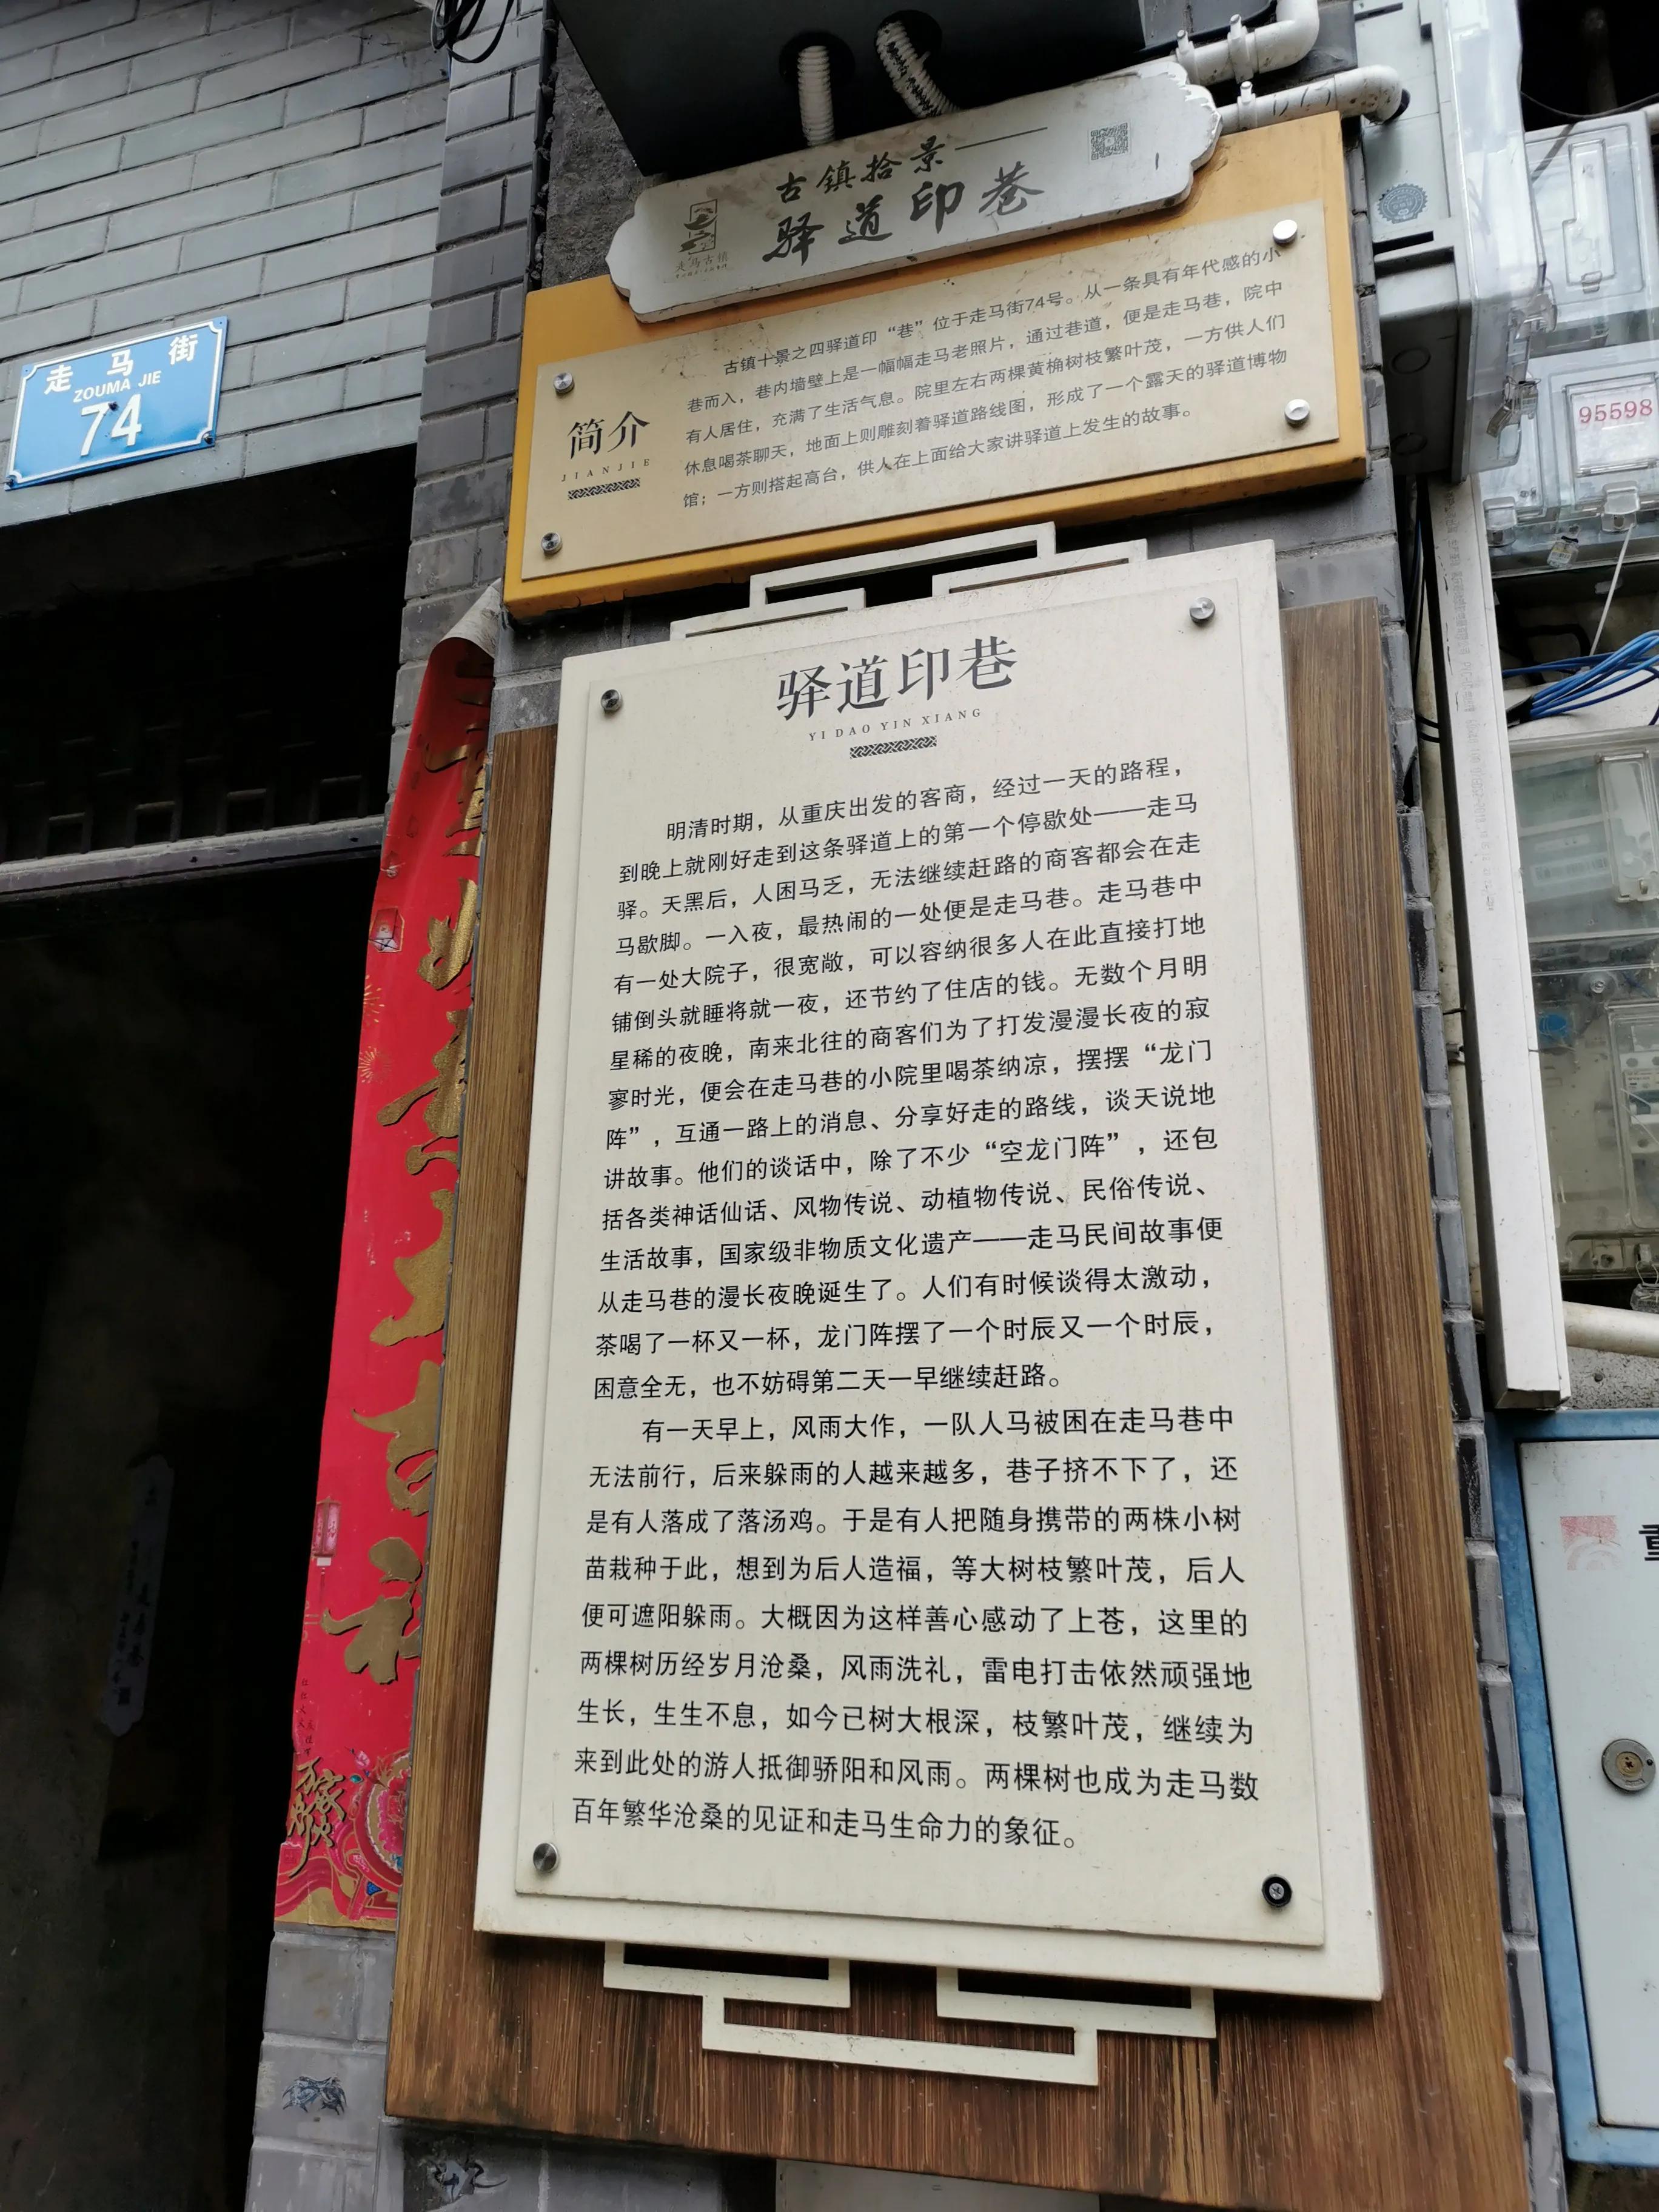 古镇拾景——
驿道印巷
走马古镇
走马街
ZOUMA JIE
74
简介
JIANJIE
古镇十景之四驿道印“巷”位于走马街74号。从一条具有年代感的小
巷而入，巷内墙壁上是一幅幅走马老照片，通过巷道，便是走马巷，院中
有人居住，充满了生活气息。院里左右两棵黄桷树枝繁叶茂，一方供人们
休息喝茶聊天，地面上则雕刻着驿道路线图，形成了一个露天的驿道博物
馆；一方则搭起高台，供人在上面给大家讲驿道上发生的故事。
驿道印巷
YI DAO YIN XIANG
明清时期，从重庆出发的客商，经过一天的路程，
到晚上就刚好走到这条驿道上的第一个停歇处——走马
驿。天黑后，人困马乏，无法继续赶路的商客都会在走
马歇脚。一入夜，最热闹的一处便是走马巷。走马巷中
有一处大院子，很宽敞，可以容纳很多人在此直接打地
铺倒头就睡将就一夜，还节约了住店的钱。无数个月明
星稀的夜晚，南来北往的商客们为了打发漫漫长夜的寂
寥时光，便会在走马巷的小院里喝茶纳凉，摆摆“龙门
阵”，互通一路上的消息、分享好走的路线，谈天说地
讲故事。他们的谈话中，除了不少“空龙门阵”，还包
括各类神话仙话、风物传说、动植物传说、民俗传说、
生活故事，国家级非物质文化遗产——走马民间故事便
从走马巷的漫长夜晚诞生了。人们有时候谈得太激动，
茶喝了一杯又一杯，龙门阵摆了一个时辰又一个时辰，
困意全无，也不妨碍第二天一早继续赶路。
有一天早上，风雨大作，一队人马被困在走马巷中
无法前行，后来躲雨的人越来越多，巷子挤不下了，还
是有人落成了落汤鸡。于是有人把随身携带的两株小树
苗栽种于此，想到为后人造福，等大树枝繁叶茂，后人
便可遮阳躲雨。大概因为这样善心感动了上苍，这里的
两棵树历经岁月沧桑，风雨洗礼，雷电打击依然顽强地
生长，生生不息，如今已树大根深，枝繁叶茂，继续为
来到此处的游人抵御骄阳和风雨。两棵树也成为走马数
百年繁华沧桑的见证和走马生命力的象征。
95598